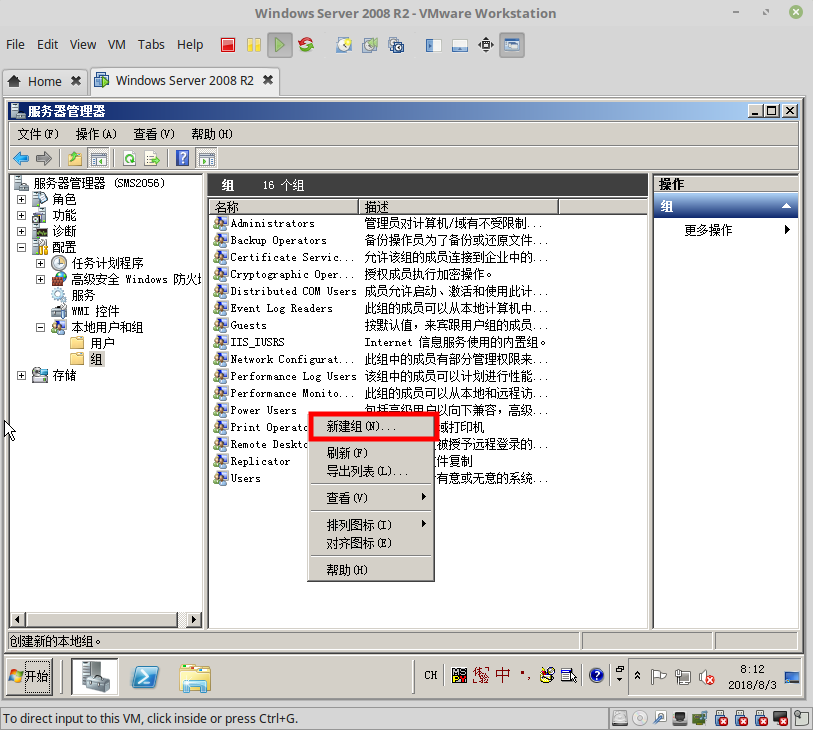 Windows Server 2008 R2 - VMware Workstation
File Edit View VM Tabs Help
Home Windows Server 2008 R2
服务器管理器
文件(F) 操作(A) 查看(V) 帮助(H)
服务器管理器 (SMS2056)
角色
功能
诊断
配置
任务计划程序
高级安全 Windows 防火
服务
WMI 控件
本地用户和组
用户
组
存储
组 16 个组
名称 描述
Administrators 管理员对计算机/域有不受限制...
Backup Operators 备份操作员为了备份或还原文件...
Certificate Servic... 允许该组的成员连接到企业中的...
Cryptographic Oper... 授权成员执行加密操作。
Distributed COM Users 成员允许启动、激活和使用此计...
Event Log Readers 此组的成员可以从本地计算机中...
Guests 按默认值，来宾跟用户组的成员...
IIS_IUSRS Internet 信息服务使用的内置组。
Network Configurat... 此组中的成员有部分管理权限来...
Performance Log Users 该组中的成员可以计划进行性能...
Performance Monito... 此组的成员可以从本地和远程访...
Power Users 包括高级用户以向下兼容，高级...
Print Operato 域打印机
Remote Deskto 被授予远程登录的...
Replicator 件复制
Users 有意或无意的系统...
新建组(N)...
刷新(F)
导出列表(L)...
查看(V)
排列图标(I)
对齐图标(E)
帮助(H)
操作
组
更多操作
创建新的本地组。
开始
CH
中
8:12
2018/8/3
To direct input to this VM, click inside or press Ctrl+G.